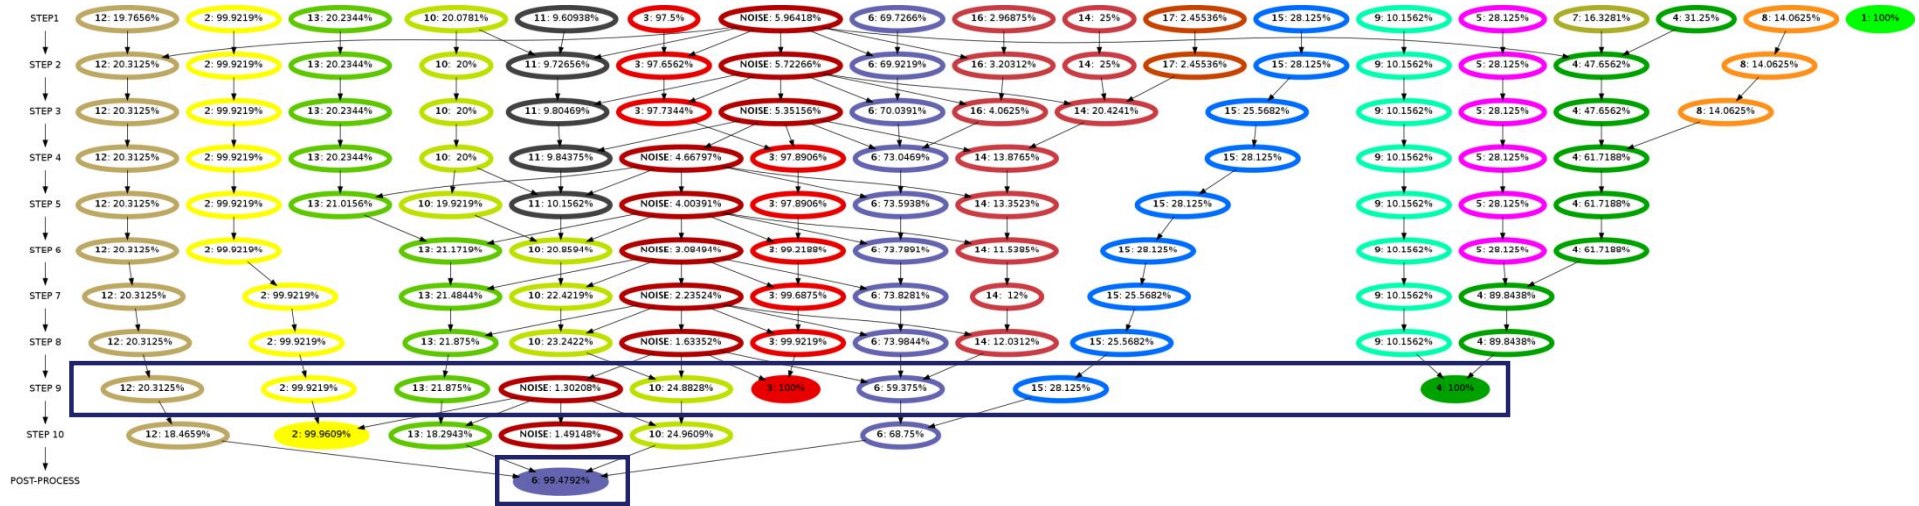 STEP1 12: 19.7656% 2: 99.9219% 13: 20.2344% 10: 20.0781% 11: 9.60938% 3: 97.5% NOISE: 5.96418% 6: 69.7266% 16: 2.96875% 14: 25% 17: 2.45536% 15: 28.125% 9: 10.1562% 5: 28.125% 7: 16.3281% 4: 31.25% 8: 14.0625% 1: 100%
STEP 2 12: 20.3125% 2: 99.9219% 13: 20.2344% 10: 20% 11: 9.72656% 3: 97.6562% NOISE: 5.72266% 6: 69.9219% 16: 3.20312% 14: 25% 17: 2.45536% 15: 28.125% 9: 10.1562% 5: 28.125% 4: 47.6562% 8: 14.0625%
STEP 3 12: 20.3125% 2: 99.9219% 13: 20.2344% 10: 20% 11: 9.80469% 3: 97.7344% NOISE: 5.35156% 6: 70.0391% 16: 4.0625% 14: 20.4241% 15: 25.5682% 9: 10.1562% 5: 28.125% 4: 47.6562% 8: 14.0625%
STEP 4 12: 20.3125% 2: 99.9219% 13: 20.2344% 10: 20% 11: 9.84375% NOISE: 4.66797% 3: 97.8906% 6: 73.0469% 14: 13.8765% 15: 28.125% 9: 10.1562% 5: 28.125% 4: 61.7188%
STEP 5 12: 20.3125% 2: 99.9219% 13: 21.0156% 10: 19.9219% 11: 10.1562% NOISE: 4.00391% 3: 97.8906% 6: 73.5938% 14: 13.3523% 15: 28.125% 9: 10.1562% 5: 28.125% 4: 61.7188%
STEP 6 12: 20.3125% 2: 99.9219% 13: 21.1719% 10: 20.8594% NOISE: 3.08494% 3: 99.2188% 6: 73.7891% 14: 11.5385% 15: 28.125% 9: 10.1562% 5: 28.125% 4: 61.7188%
STEP 7 12: 20.3125% 2: 99.9219% 13: 21.4844% 10: 22.4219% NOISE: 2.23524% 3: 99.6875% 6: 73.8281% 14: 12% 15: 25.5682% 9: 10.1562% 4: 89.8438%
STEP 8 12: 20.3125% 2: 99.9219% 13: 21.875% 10: 23.2422% NOISE: 1.63352% 3: 99.9219% 6: 73.9844% 14: 12.0312% 15: 25.5682% 9: 10.1562% 4: 89.8438%
STEP 9 12: 20.3125% 2: 99.9219% 13: 21.875% NOISE: 1.30208% 10: 24.8828% 3: 100% 6: 59.375% 15: 28.125% 4: 100%
STEP 10 12: 18.4659% 2: 99.9609% 13: 18.2943% NOISE: 1.49148% 10: 24.9609% 6: 68.75%
POST-PROCESS 6: 99.4792%